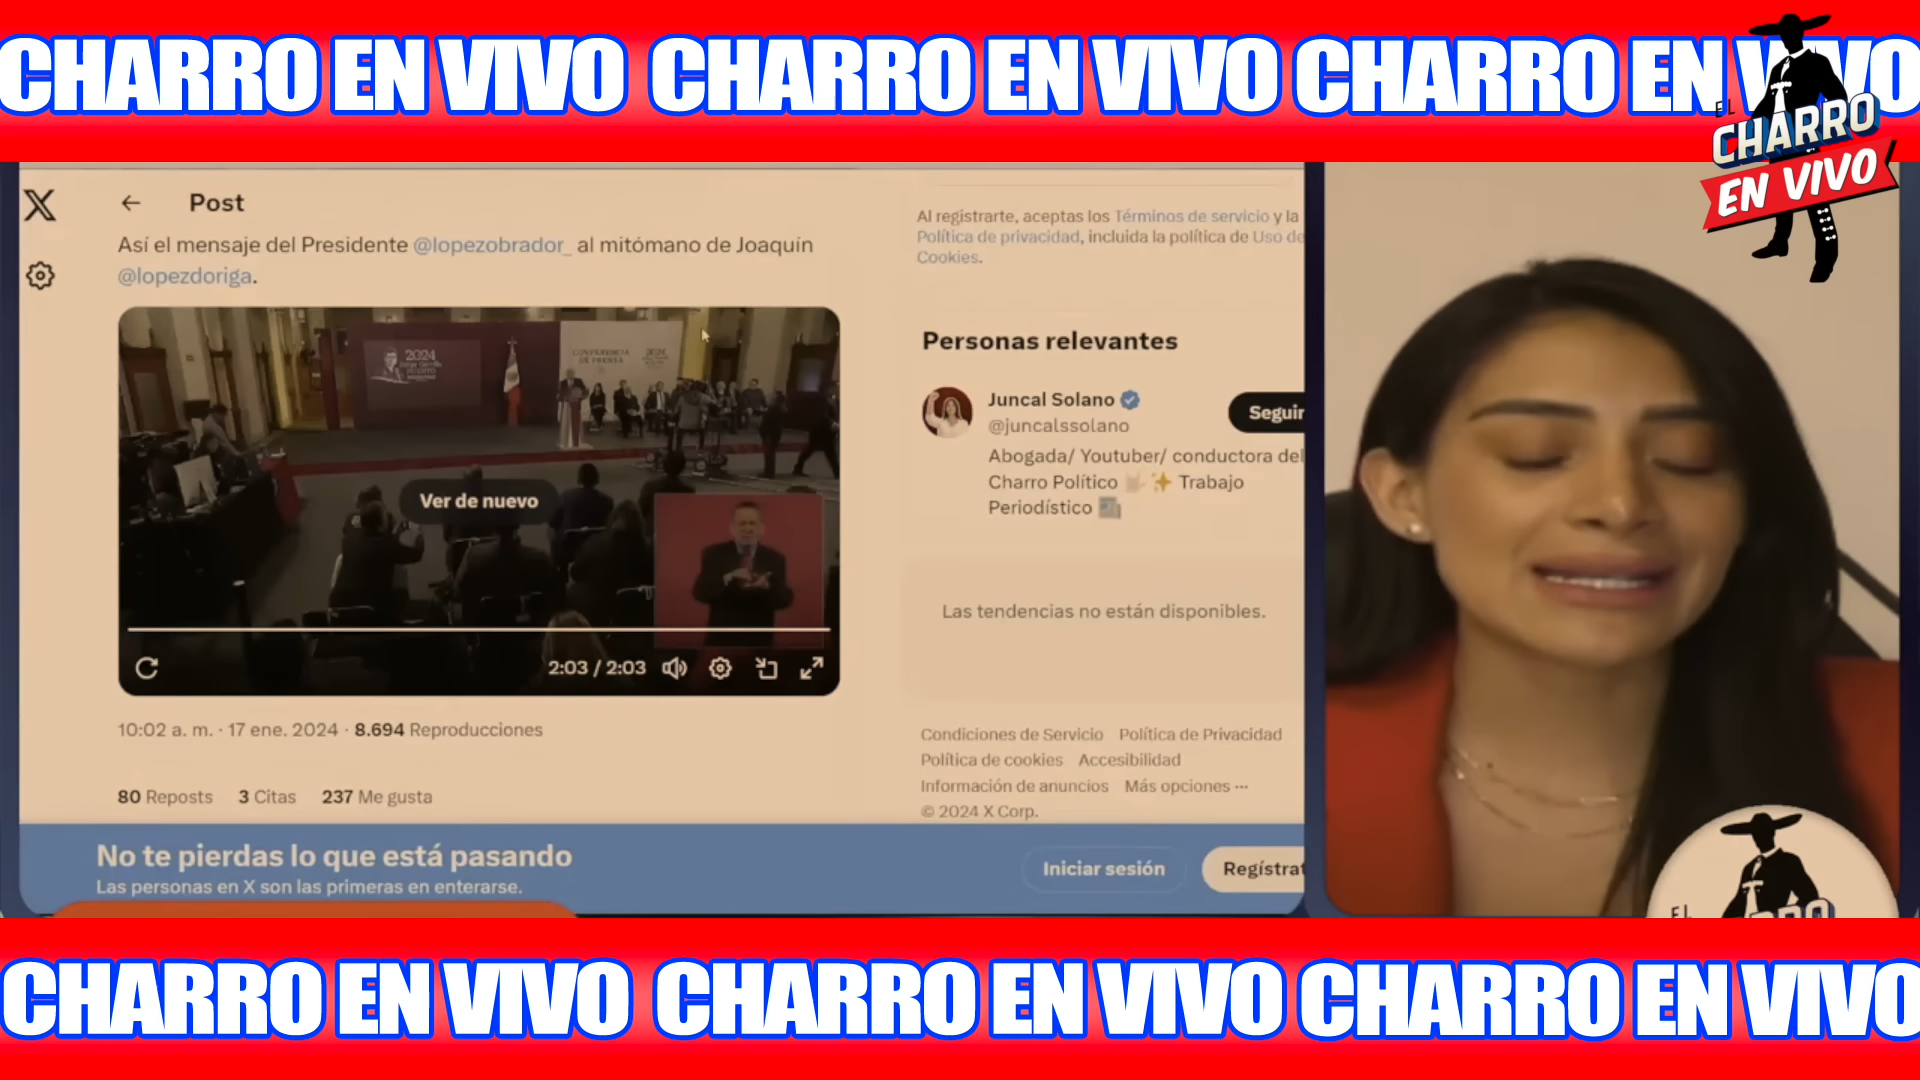 CHARRO EN VIVO CHARRO EN VIVO CHARRO EN VIVO
EL
CHARRO
EN VIVO
Post
Así el mensaje del Presidente @lopezobrador_ al mitómano de Joaquín
@lopezdoriga.
2024
CONFERENCIA
DE PRENSA
2024
Ver de nuevo
2:03 / 2:03
10:02 a. m. · 17 ene. 2024 · 8.694 Reproducciones
80 Reposts 3 Citas 237 Me gusta
Al registrarte, aceptas los Términos de servicio y la
Política de privacidad, incluida la política de Uso de
Cookies.
Personas relevantes
Juncal Solano
@juncalssolano
Seguir
Abogada/ Youtuber/ conductora del
Charro Político Trabajo
Periodístico
Las tendencias no están disponibles.
Condiciones de Servicio Política de Privacidad
Política de cookies Accesibilidad
Información de anuncios Más opciones ···
© 2024 X Corp.
No te pierdas lo que está pasando
Las personas en X son las primeras en enterarse.
Iniciar sesión
Regístrat
EL
CHARRO EN VIVO CHARRO EN VIVO CHARRO EN VIVO